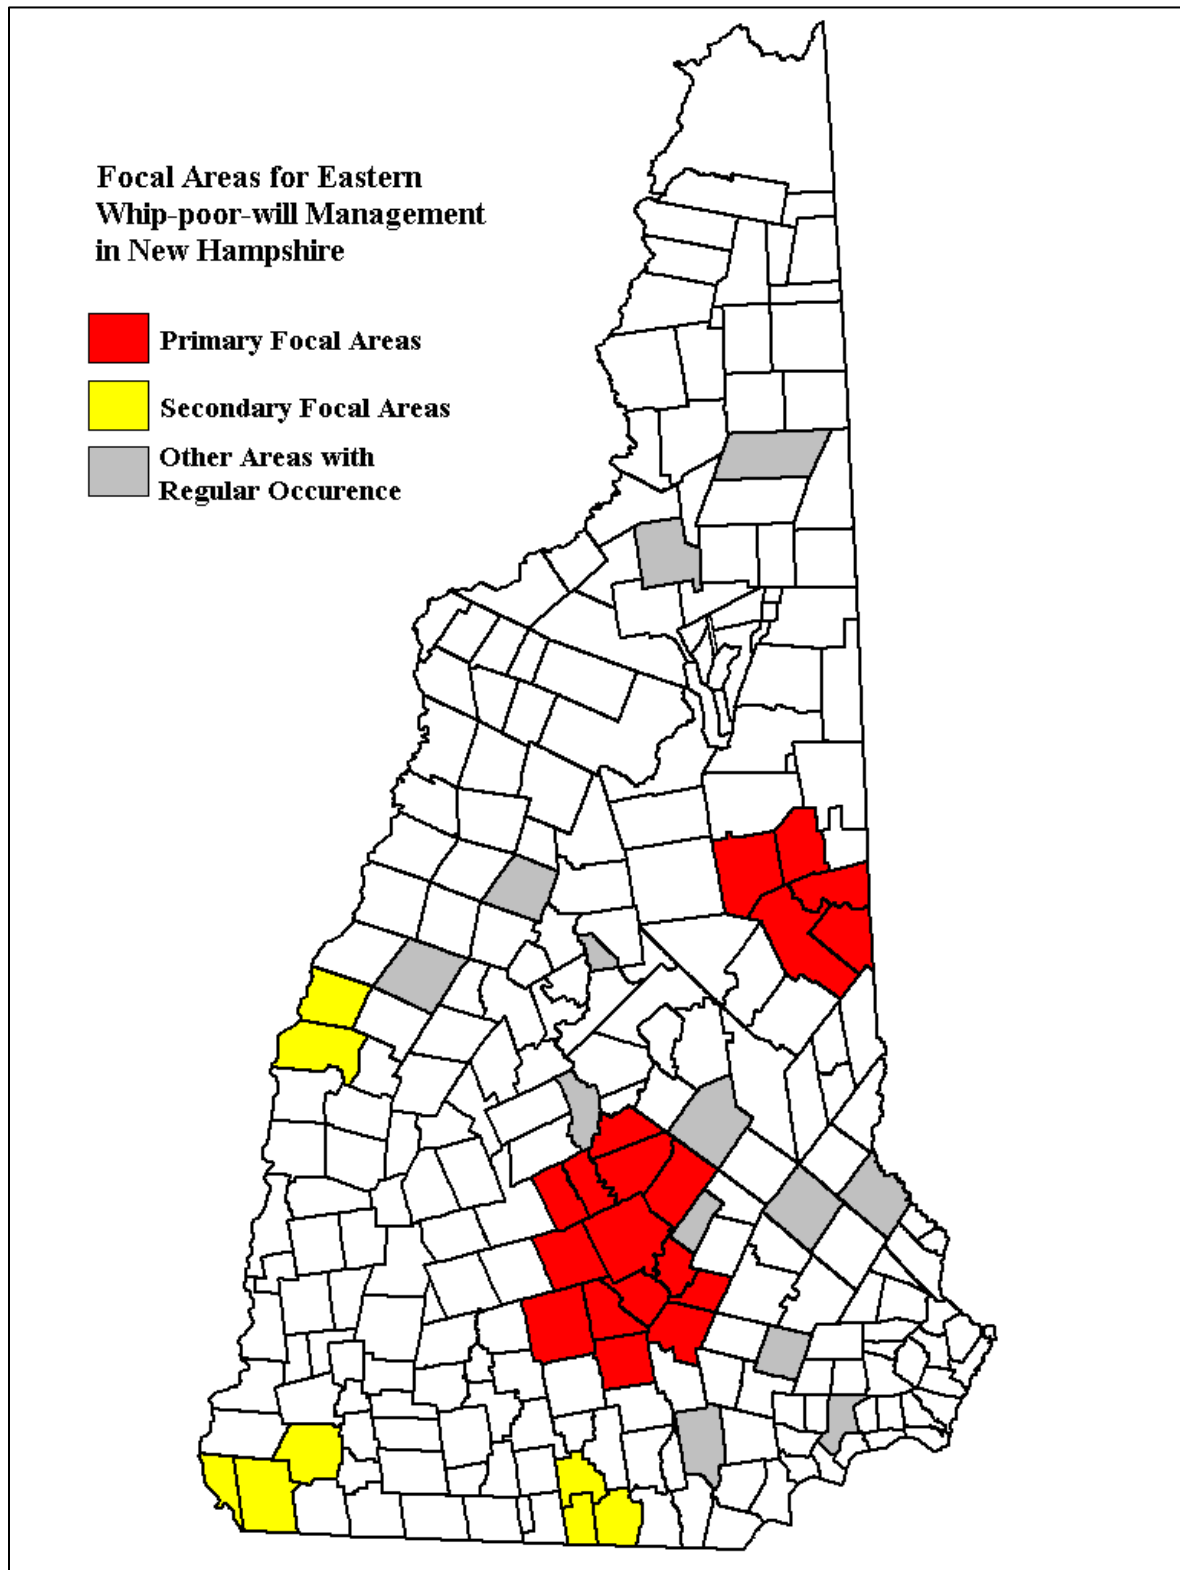 Focal Areas for Eastern
Whip-poor-will Management
in New Hampshire
Primary Focal Areas
Secondary Focal Areas
Other Areas with
Regular Occurence